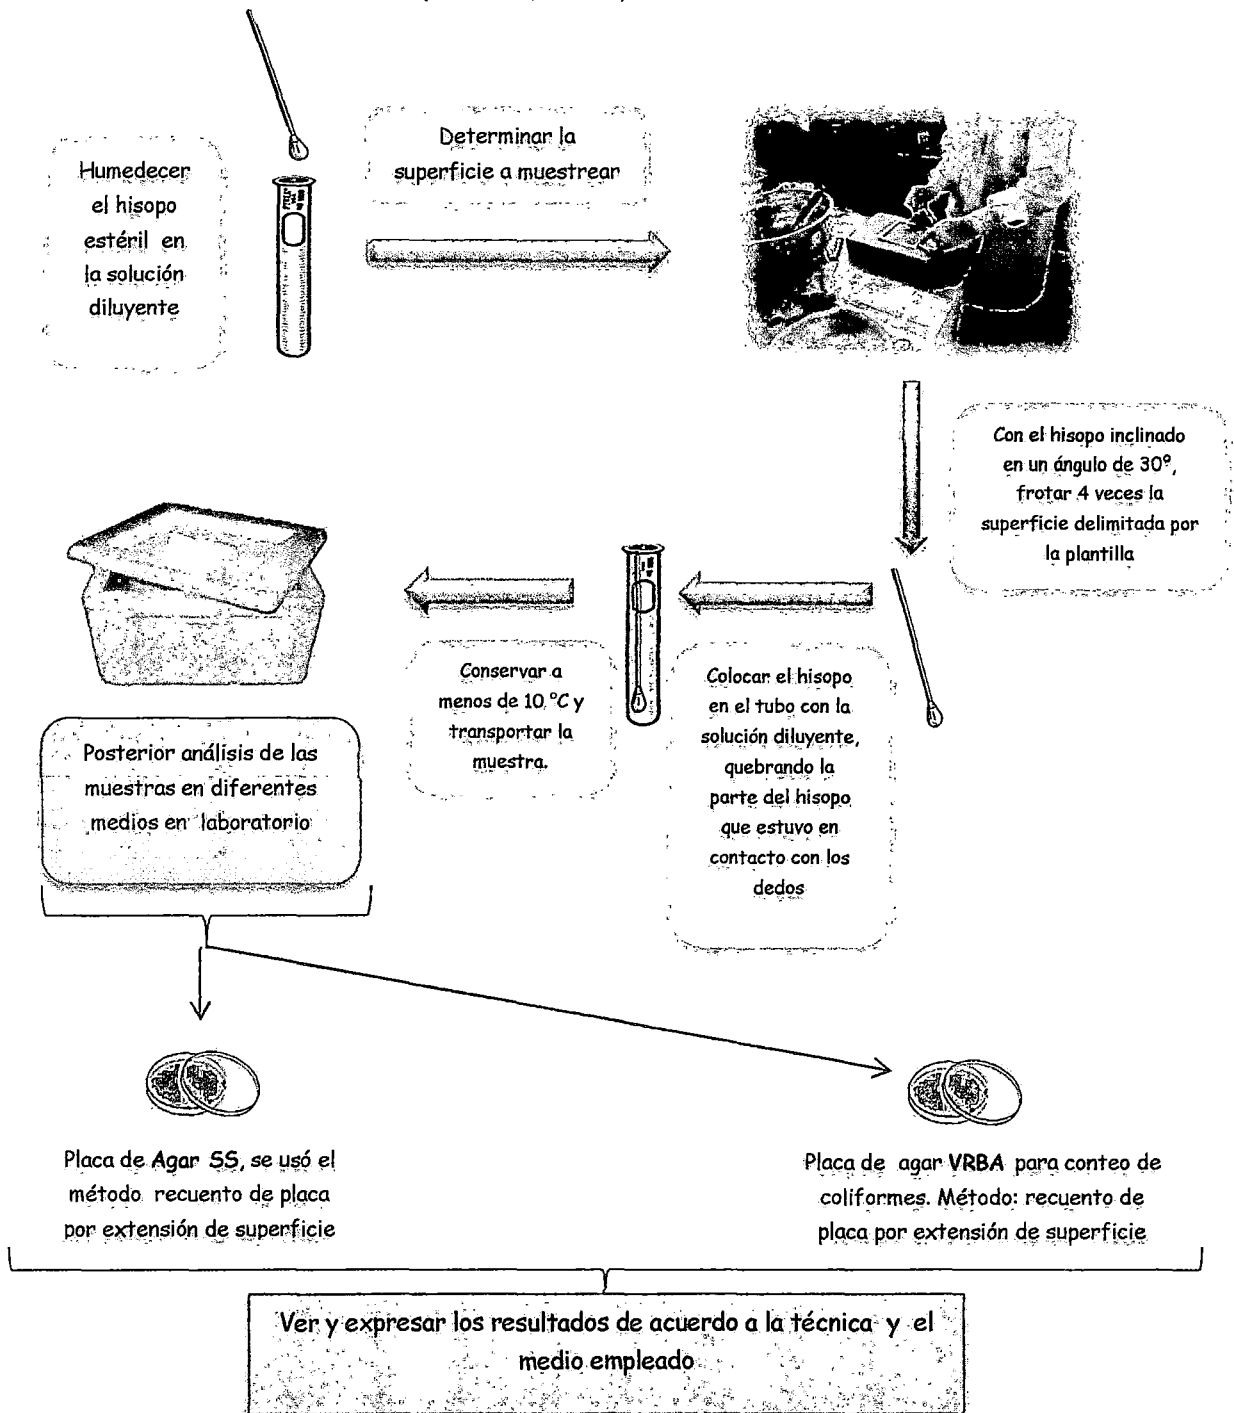 Humedecer
el hisopo
estéril en
la solución
diluyente
Determinar la
superficie a muestrear
Con el hisopo inclinado
en un ángulo de 30º,
frotar 4 veces la
superficie delimitada por
la plantilla
Colocar el hisopo
en el tubo con la
solución diluyente,
quebrando la
parte del hisopo
que estuvo en
contacto con los
dedos
Conservar a
menos de 10 °C y
transportar la
muestra.
Posterior análisis de las
muestras en diferentes
medios en laboratorio
Placa de Agar SS, se usó el
método recuento de placa
por extensión de superficie
Placa de agar VRBA para conteo de
coliformes. Método: recuento de
placa por extensión de superficie
Ver y expresar los resultados de acuerdo a la técnica y el
medio empleado